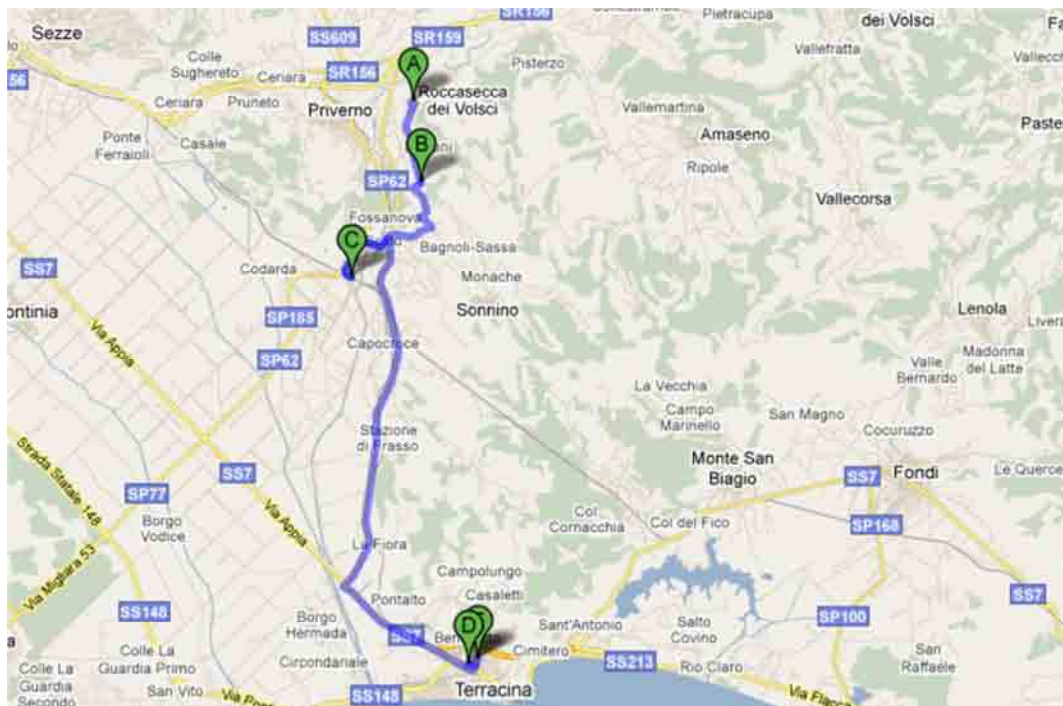 SR156
Pietracupa
dei Volsci
Sezze
SS609
SR159
Vallefratta
Colle
Sughereto
Ceriara
SR156
A
Pisterzo
156
Ceriara
Pruneto
Priverno
Roccasecca
dei Volsci
Vallemartina
Amaseno
Ponte
Ferraioli
Casale
B
Ripole
SP62
Vallecorsa
Fossanova
C
Bagnoli-Sassa
SS7
Codarda
Monache
Sonnino
ontinia
SP185
Lenola
Via Appia
Capocroce
SP62
Valle
Bernardo
Madonna
del Latte
La Vecchia
Campo
Marinello
San Magno
Stazione
di Frasso
Cocuruzzo
Strada Statale 148
SS7
Monte San
Biagio
SS7
Fondi
Le Querce
SP77
Borgo
Vodice
Via Appia
Col
Cornacchia
Col del Fico
SP168
La Fiora
Via Migliara 53
Campolungo
SS7
SS148
Borgo
Hermada
Pontalto
Casaletti
SP100
D
Sant'Antonio
Salto
Covino
SS7
Cimitero
San
Raffaele
Colle La
Guardia
Secondo
Colle La
Guardia Primo
Circondariale
SS213
Rio Claro
San Vito
SS148
Terracina